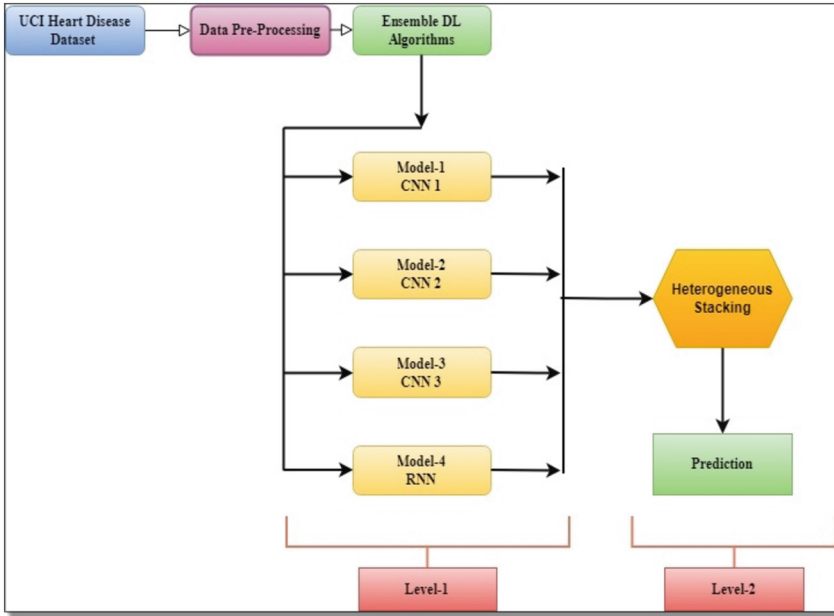 UCI Heart Disease
Dataset
Data Pre-Processing
Ensemble DL
Algorithms
Model-1
CNN 1
Model-2
CNN 2
Model-3
CNN 3
Model-4
RNN
Heterogeneous
Stacking
Prediction
Level-1
Level-2